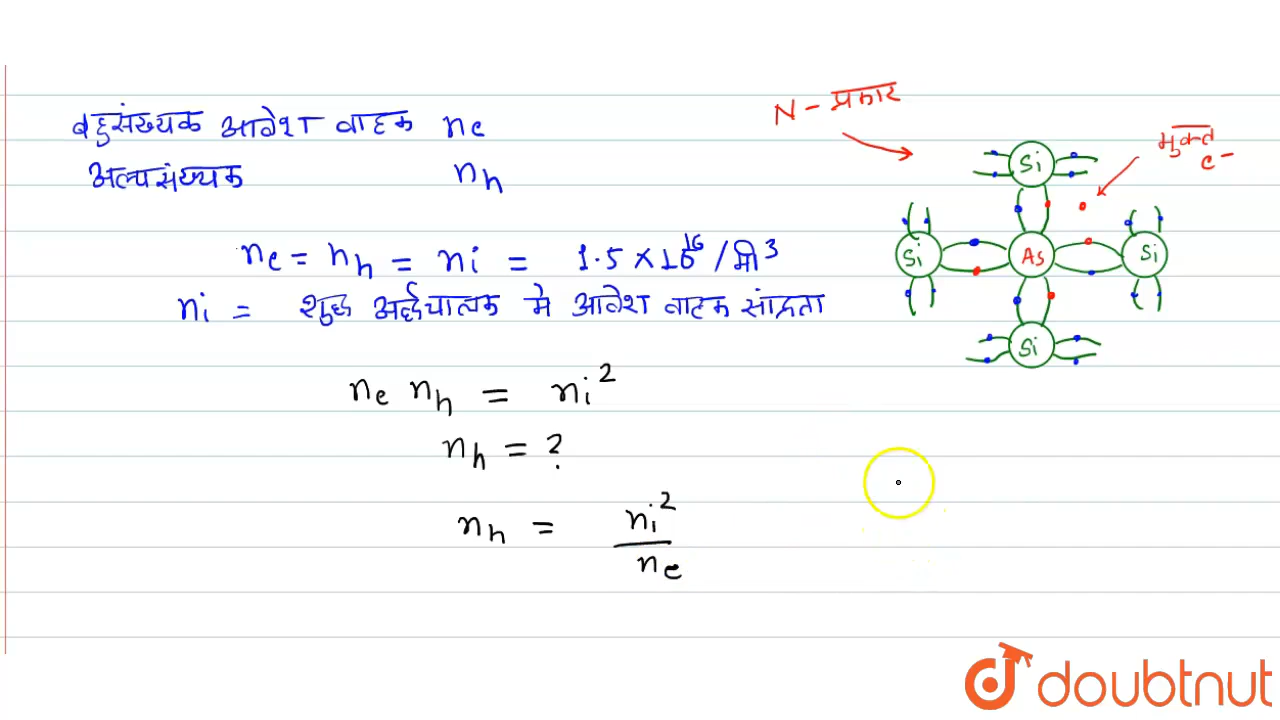 बहुसंख्यक आवेश वाहक ne
अल्पसंख्यक nh
ne = nh = ni = 1.5 × 10^16 / मी^3
ni = शुद्ध अर्द्धचालक मे आवेश वाहक सांद्रता
ne nh = ni^2
nh = ?
nh = ni^2 / ne
N - प्रकार
मुक्त e-
Si
Si As Si
Si
doubtnut